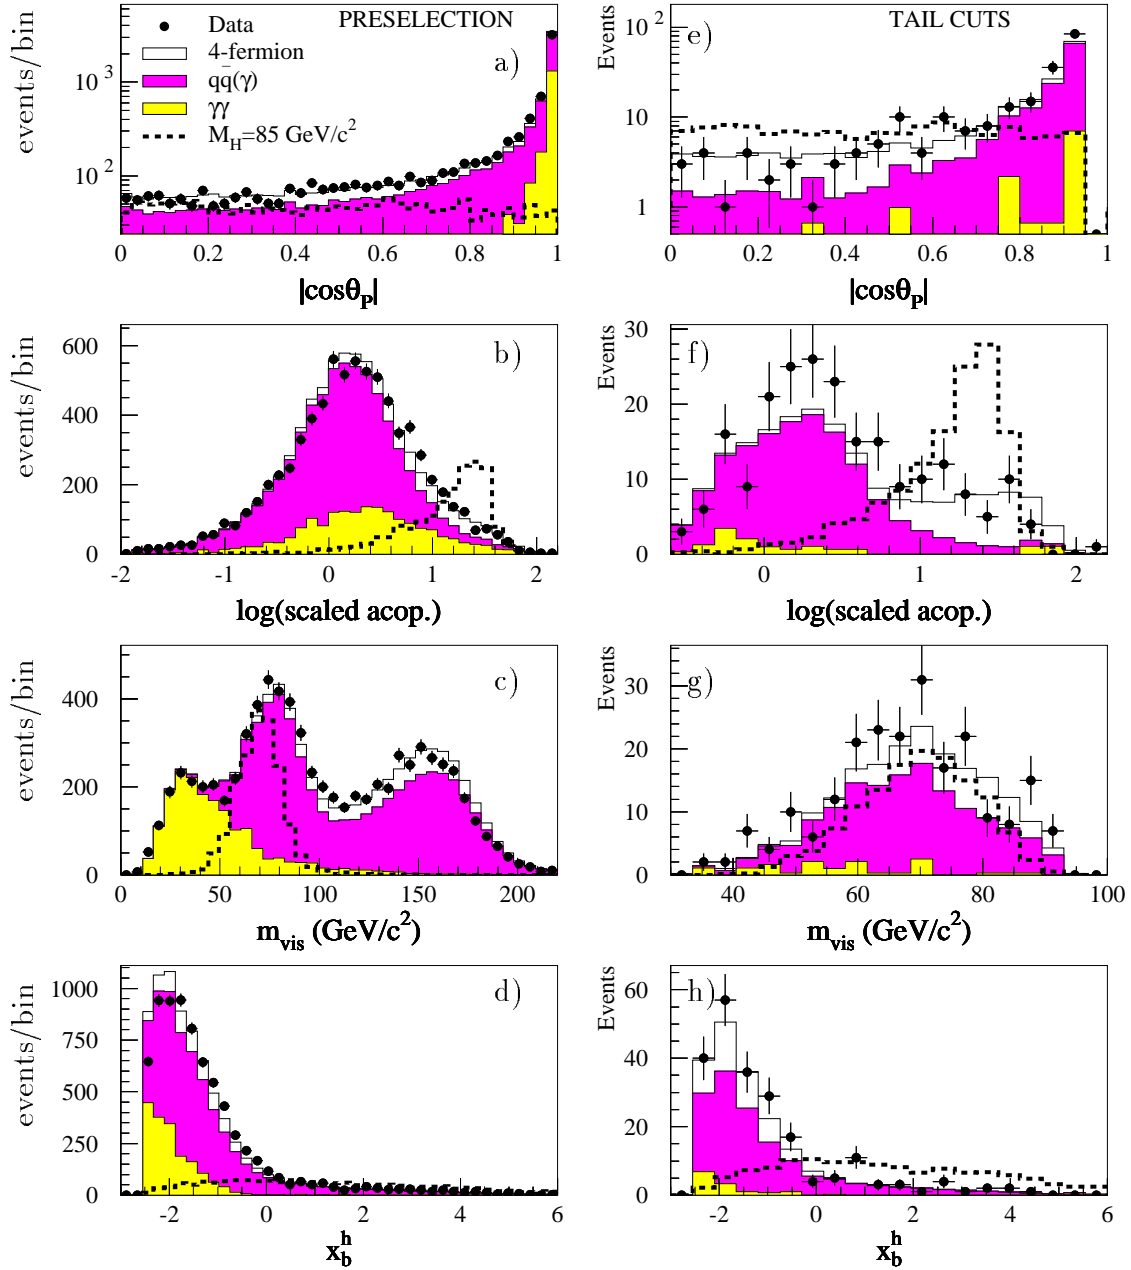 PRESELECTION
Data
4-fermion
qq̄(γ)
γγ
M_H=85 GeV/c²
a)
events/bin
10³
10²
0 0.2 0.4 0.6 0.8 1
|cosθ_P|
TAIL CUTS
e)
Events
10²
10
1
0 0.2 0.4 0.6 0.8 1
|cosθ_P|
b)
events/bin
600
400
200
0
-2 -1 0 1 2
log(scaled acop.)
f)
Events
30
20
10
0
0 1 2
log(scaled acop.)
c)
events/bin
400
200
0
0 50 100 150 200
m_vis (GeV/c²)
g)
Events
30
20
10
0
40 60 80 100
m_vis (GeV/c²)
d)
events/bin
1000
750
500
250
0
-2 0 2 4 6
x_b^h
h)
Events
60
40
20
0
-2 0 2 4 6
x_b^h